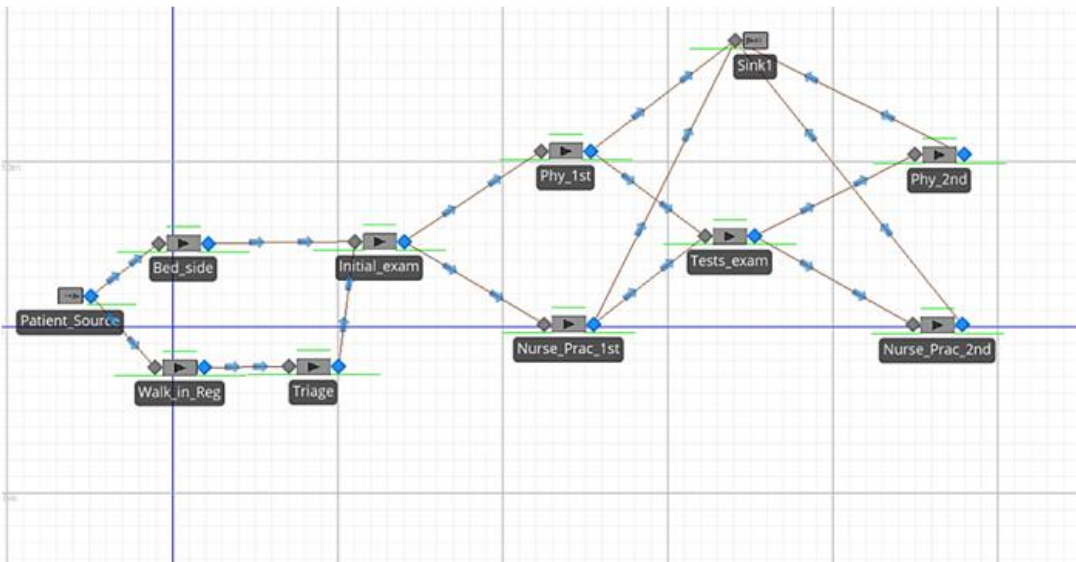 Sink1
Phy_1st
Phy_2nd
Bed_side
Initial_exam
Tests_exam
Patient_Source
Nurse_Prac_1st
Nurse_Prac_2nd
Walk_in_Reg
Triage